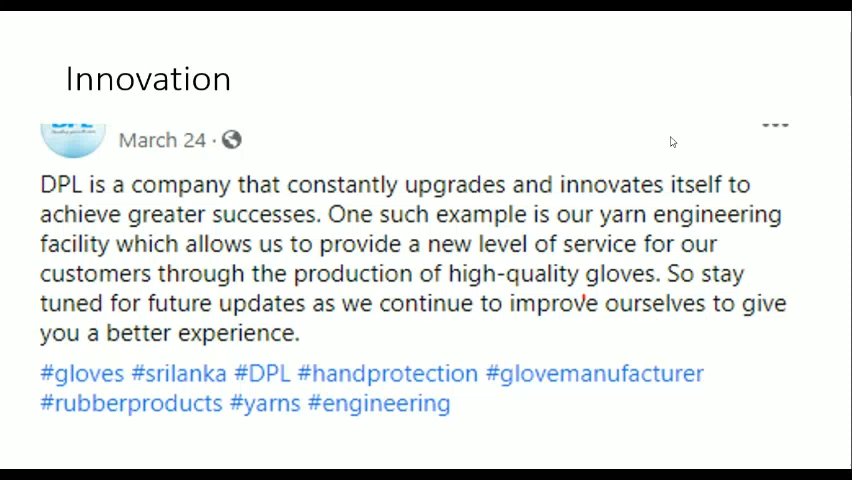 Innovation
DPL
March 24 ·
DPL is a company that constantly upgrades and innovates itself to
achieve greater successes. One such example is our yarn engineering
facility which allows us to provide a new level of service for our
customers through the production of high-quality gloves. So stay
tuned for future updates as we continue to improve ourselves to give
you a better experience.
#gloves #srilanka #DPL #handprotection #glovemanufacturer
#rubberproducts #yarns #engineering